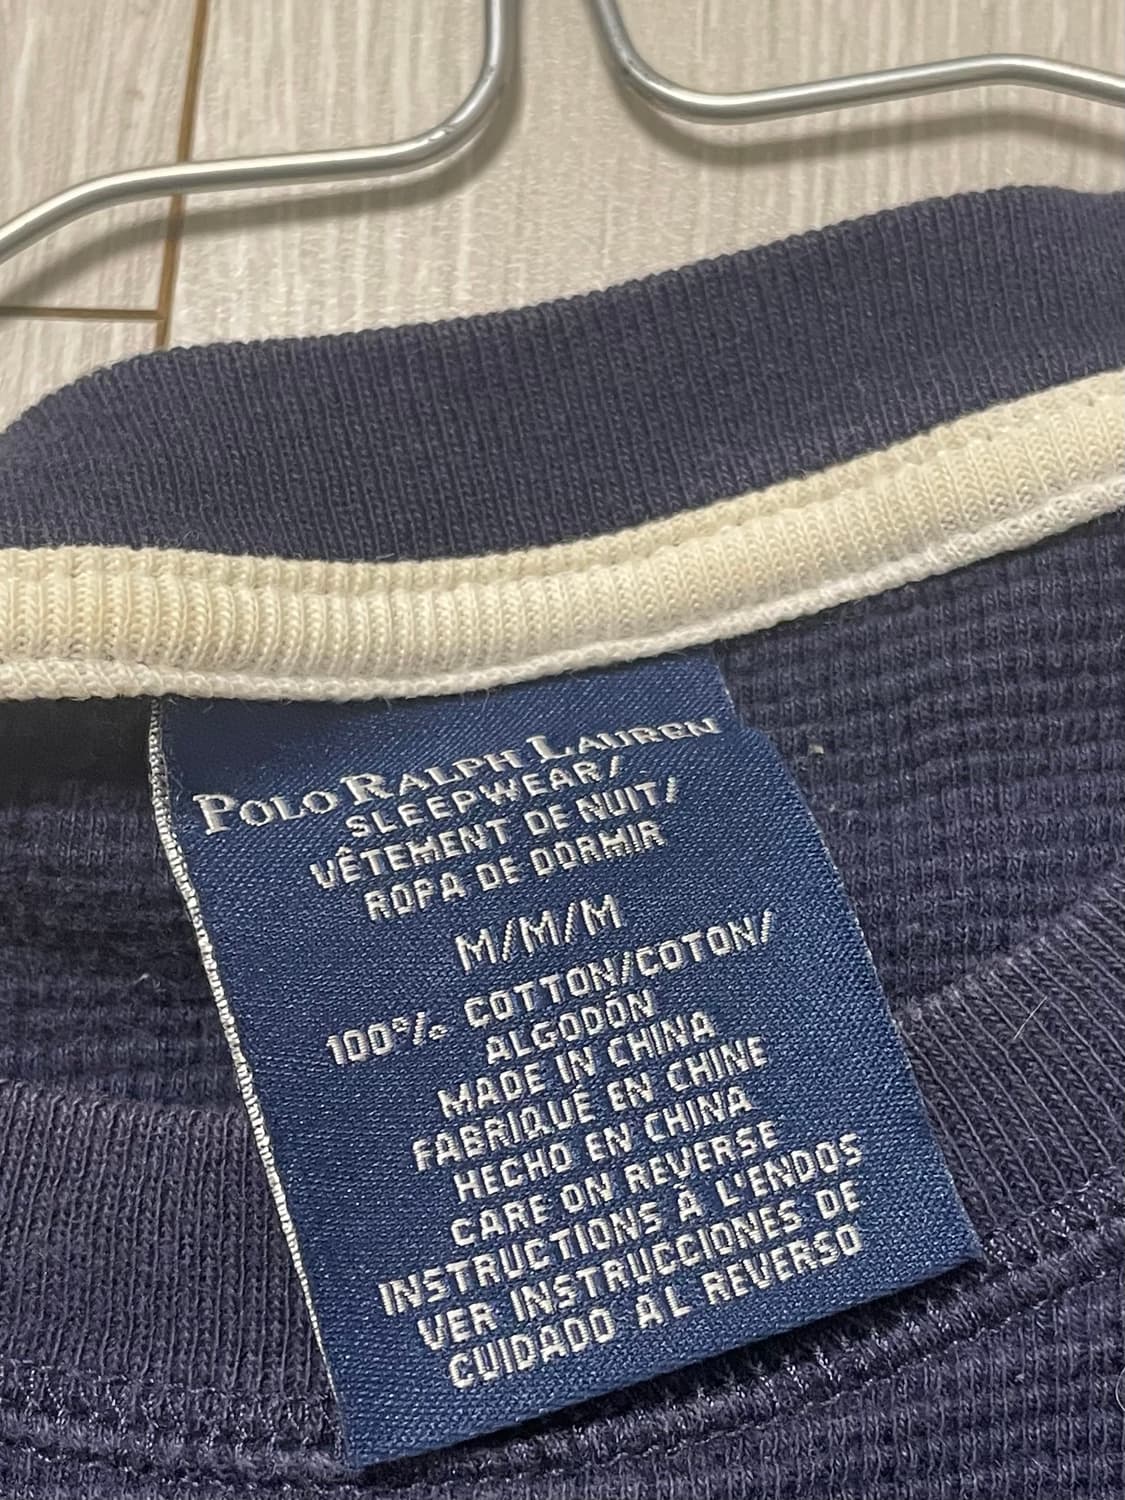 POLO RALPH LAUREN
SLEEPWEAR/
VÊTEMENT DE NUIT/
ROPA DE DORMIR
M/M/M
100% COTTON/COTON/
ALGODÓN
MADE IN CHINA
FABRIQUÉ EN CHINE
HECHO EN CHINA
CARE ON REVERSE
INSTRUCTIONS À L'ENDOS
VER INSTRUCCIONES DE
CUIDADO AL REVERSO